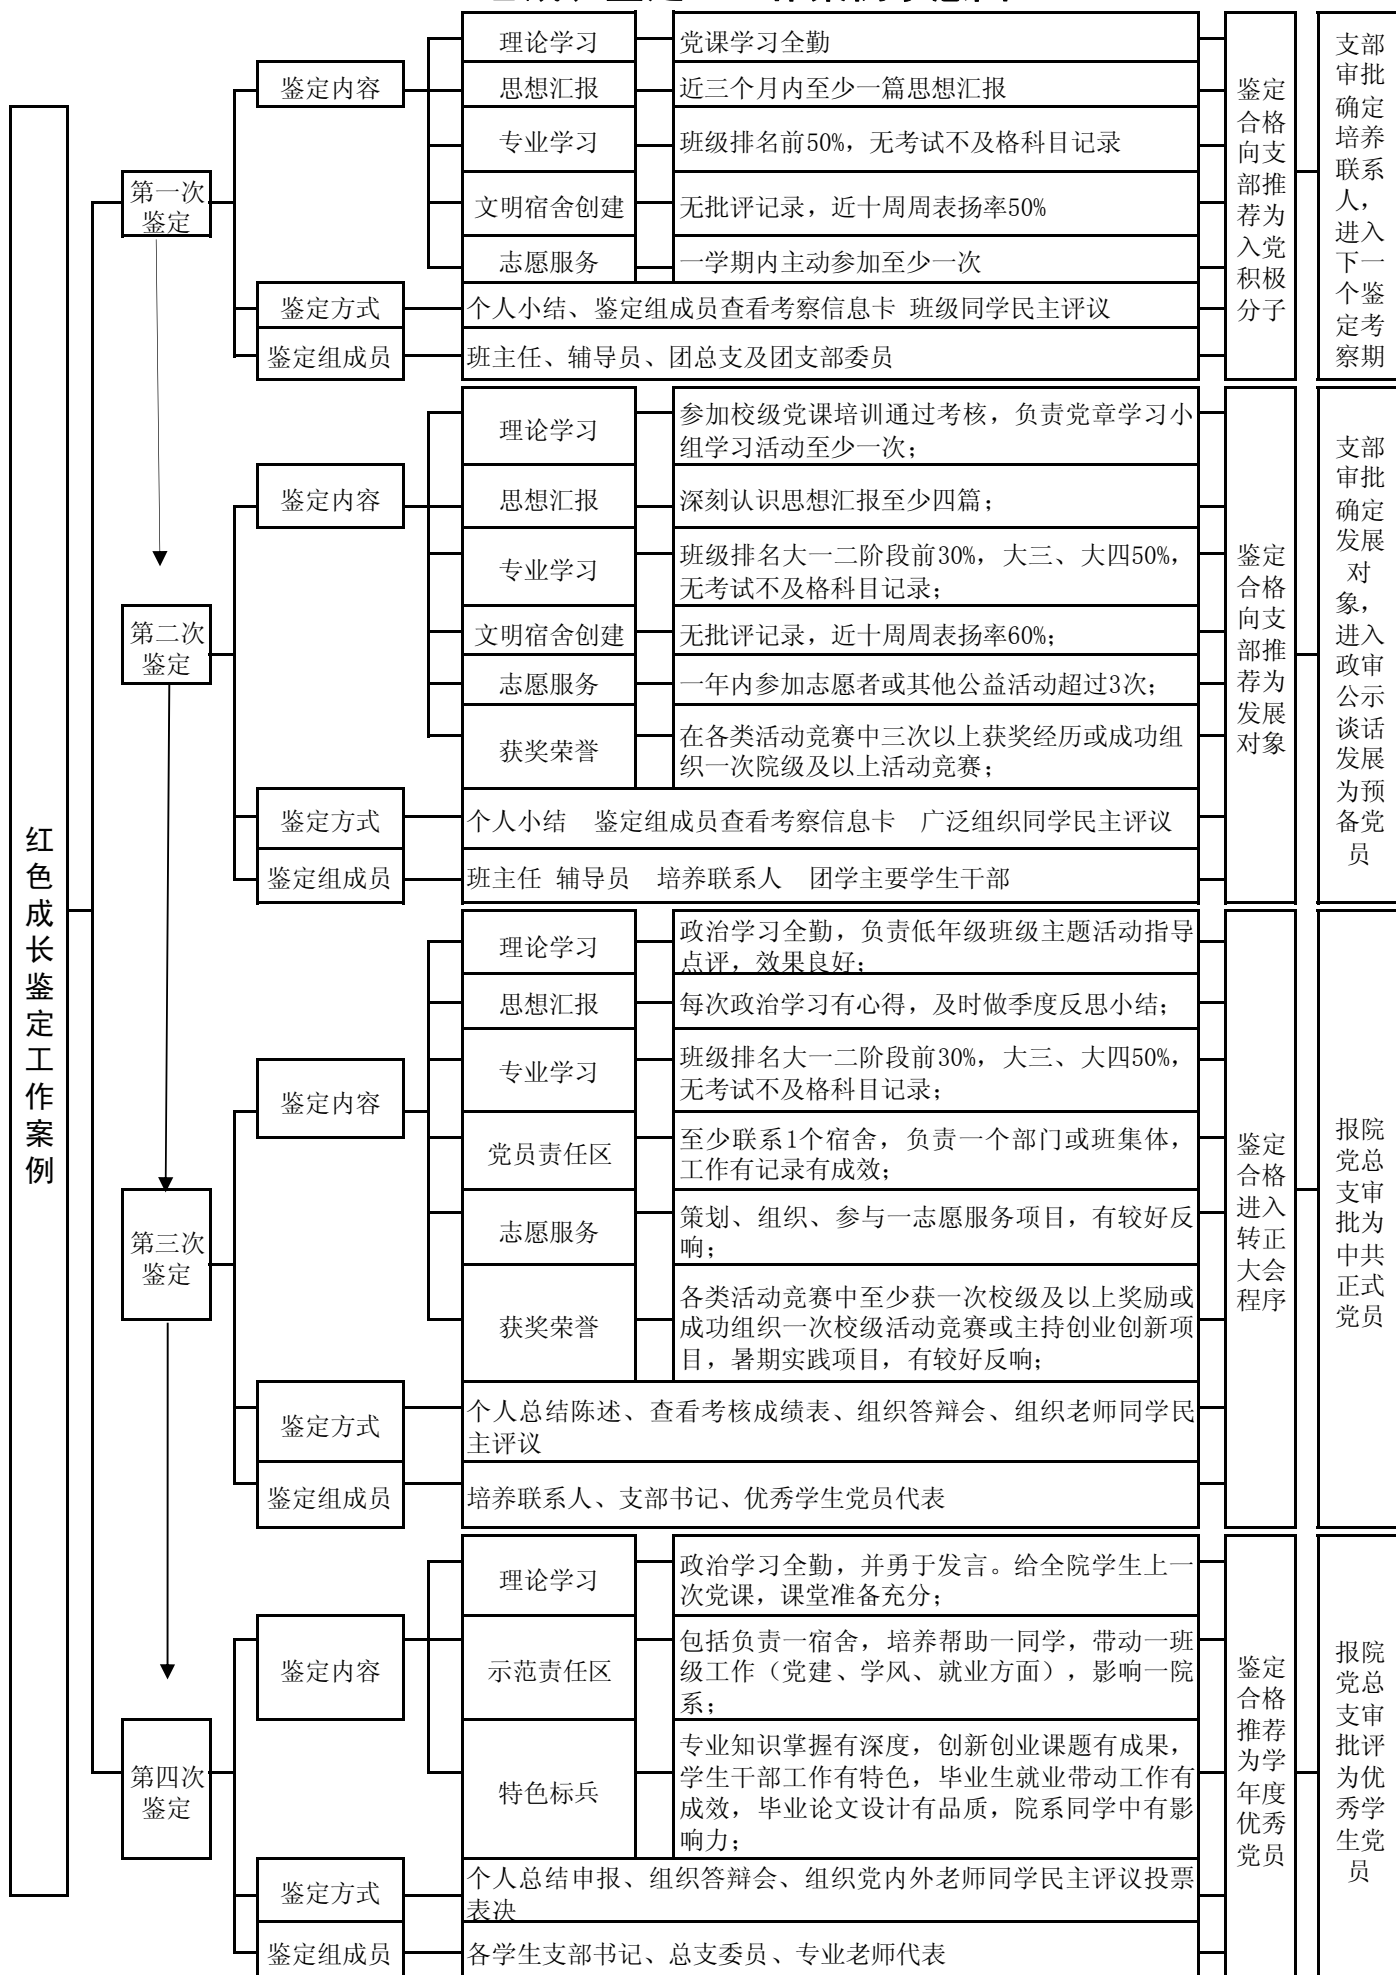 红色成长鉴定工作案例
第一次
鉴定
鉴定内容
理论学习
党课学习全勤
思想汇报
近三个月内至少一篇思想汇报
专业学习
班级排名前50%，无考试不及格科目记录
文明宿舍创建
无批评记录，近十周周表扬率50%
志愿服务
一学期内主动参加至少一次
鉴定方式
个人小结、鉴定组成员查看考察信息卡 班级同学民主评议
鉴定组成员
班主任、辅导员、团总支及团支部委员
鉴定
合格
向支
部推
荐为
入党
积极
分子
支部
审批
确定
培养
联系
人，
进入
下一
个鉴
定考
察期
第二次
鉴定
鉴定内容
理论学习
参加校级党课培训通过考核，负责党章学习小
组学习活动至少一次；
思想汇报
深刻认识思想汇报至少四篇；
专业学习
班级排名大一二阶段前30%，大三、大四50%，
无考试不及格科目记录；
文明宿舍创建
无批评记录，近十周周表扬率60%；
志愿服务
一年内参加志愿者或其他公益活动超过3次；
获奖荣誉
在各类活动竞赛中三次以上获奖经历或成功组
织一次院级及以上活动竞赛；
鉴定方式
个人小结 鉴定组成员查看考察信息卡 广泛组织同学民主评议
鉴定组成员
班主任 辅导员 培养联系人 团学主要学生干部
鉴定
合格
向支
部推
荐为
发展
对象
支部
审批
确定
发展
对
象，
进入
政审
公示
谈话
发展
为预
备党
员
第三次
鉴定
鉴定内容
理论学习
政治学习全勤，负责低年级班级主题活动指导
点评，效果良好；
思想汇报
每次政治学习有心得，及时做季度反思小结；
专业学习
班级排名大一二阶段前30%，大三、大四50%，
无考试不及格科目记录；
党员责任区
至少联系1个宿舍，负责一个部门或班集体，
工作有记录有成效；
志愿服务
策划、组织、参与一志愿服务项目，有较好反
响；
获奖荣誉
各类活动竞赛中至少获一次校级及以上奖励或
成功组织一次校级活动竞赛或主持创业创新项
目，暑期实践项目，有较好反响；
鉴定方式
个人总结陈述、查看考核成绩表、组织答辩会、组织老师同学民
主评议
鉴定组成员
培养联系人、支部书记、优秀学生党员代表
鉴定
合格
进入
转正
大会
程序
报院
党总
支审
批为
中共
正式
党员
第四次
鉴定
鉴定内容
理论学习
政治学习全勤，并勇于发言。给全院学生上一
次党课，课堂准备充分；
示范责任区
包括负责一宿舍，培养帮助一同学，带动一班
级工作（党建、学风、就业方面），影响一院
系；
特色标兵
专业知识掌握有深度，创新创业课题有成果，
学生干部工作有特色，毕业生就业带动工作有
成效，毕业论文设计有品质，院系同学中有影
响力；
鉴定方式
个人总结申报、组织答辩会、组织党内外老师同学民主评议投票
表决
鉴定组成员
各学生支部书记、总支委员、专业老师代表
鉴定
合格
推荐
为学
年度
优秀
党员
报院
党总
支审
批评
为优
秀学
生党
员